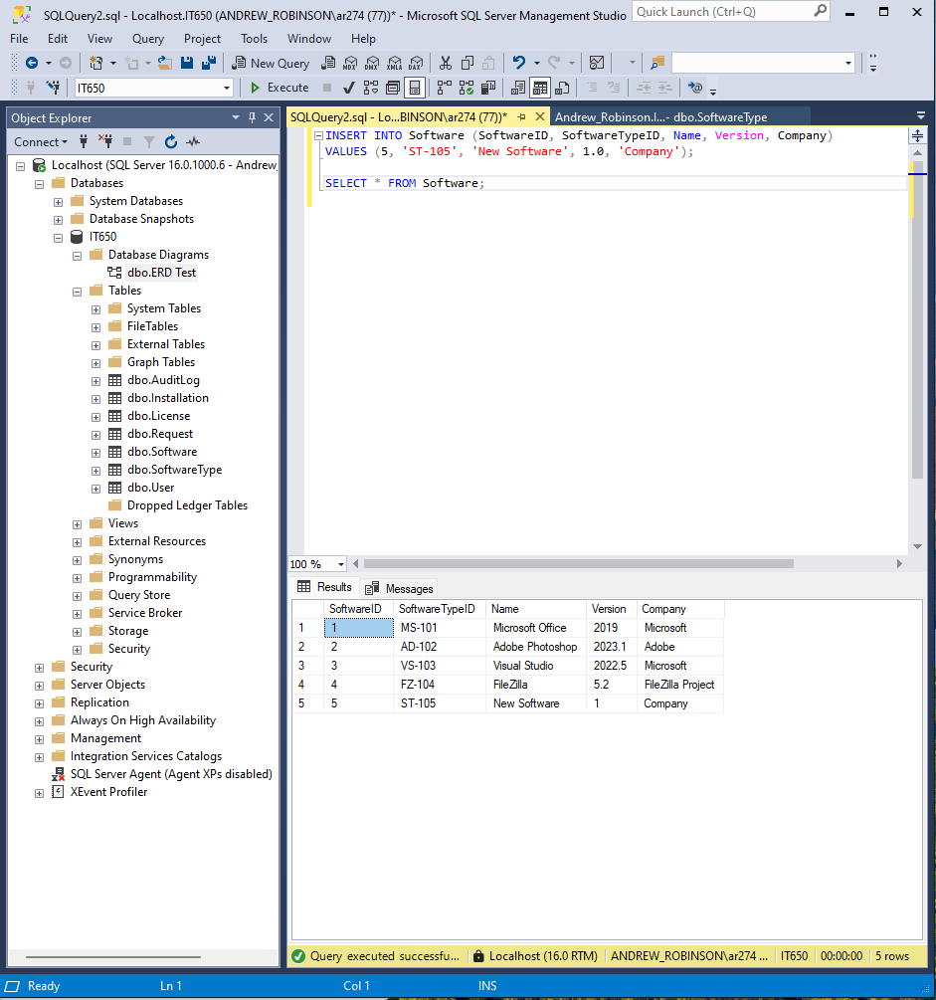 SQLQuery2.sql - Localhost.IT650 (ANDREW_ROBINSON\ar274 (77))* - Microsoft SQL Server Management Studio
Quick Launch (Ctrl+Q)
File Edit View Query Project Tools Window Help
New Query MDX DMX XMLA DAX
IT650 Execute
Object Explorer
Connect
Localhost (SQL Server 16.0.1000.6 - Andrew_
Databases
System Databases
Database Snapshots
IT650
Database Diagrams
dbo.ERD Test
Tables
System Tables
FileTables
External Tables
Graph Tables
dbo.AuditLog
dbo.Installation
dbo.License
dbo.Request
dbo.Software
dbo.SoftwareType
dbo.User
Dropped Ledger Tables
Views
External Resources
Synonyms
Programmability
Query Store
Service Broker
Storage
Security
Security
Server Objects
Replication
Always On High Availability
Management
Integration Services Catalogs
SQL Server Agent (Agent XPs disabled)
XEvent Profiler
SQLQuery2.sql - Lo...BINSON\ar274 (77))* Andrew_Robinson.I...- dbo.SoftwareType
INSERT INTO Software (SoftwareID, SoftwareTypeID, Name, Version, Company)
VALUES (5, 'ST-105', 'New Software', 1.0, 'Company');
SELECT * FROM Software;
100 %
Results Messages
SoftwareID SoftwareTypeID Name Version Company
1 1 MS-101 Microsoft Office 2019 Microsoft
2 2 AD-102 Adobe Photoshop 2023.1 Adobe
3 3 VS-103 Visual Studio 2022.5 Microsoft
4 4 FZ-104 FileZilla 5.2 FileZilla Project
5 5 ST-105 New Software 1 Company
Query executed successfu... Localhost (16.0 RTM) ANDREW_ROBINSON\ar274 ... IT650 00:00:00 5 rows
Ready Ln 1 Col 1 INS